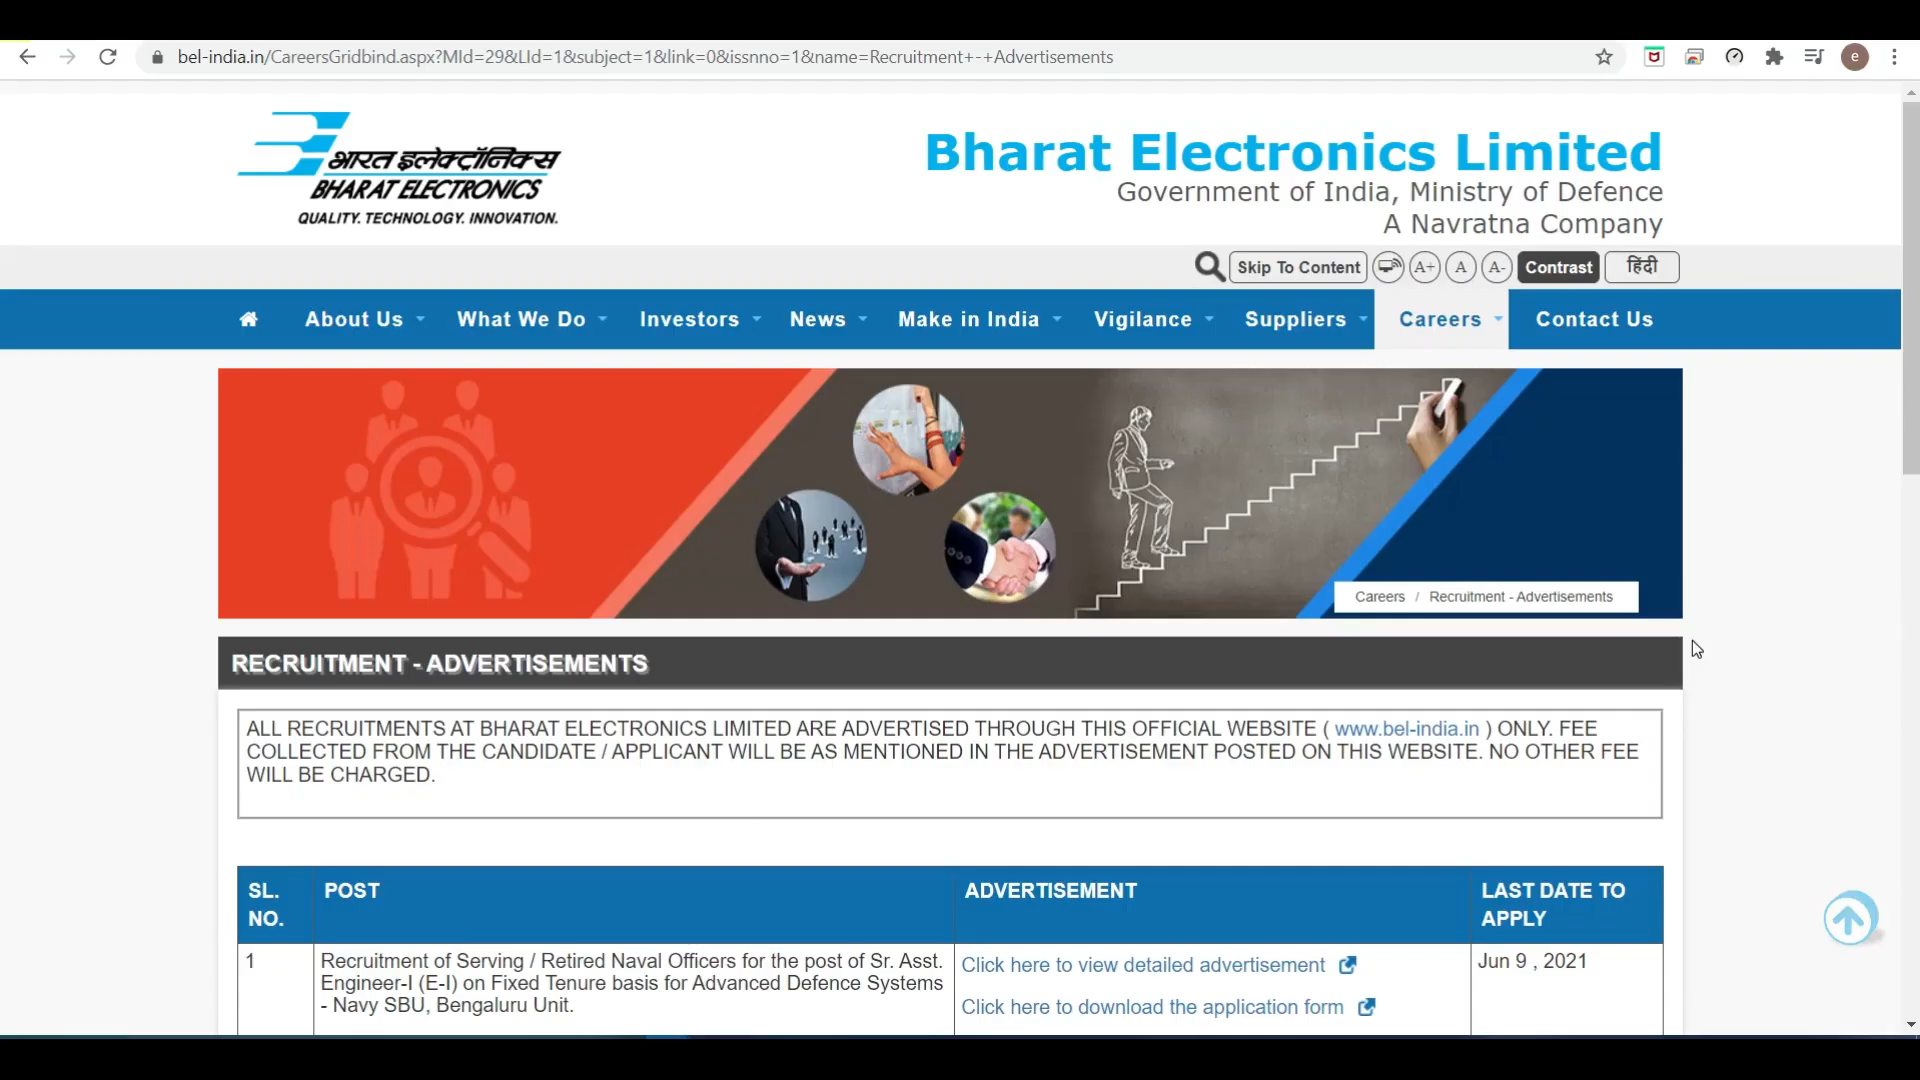 bel-india.in/CareersGridbind.aspx?MId=29&LId=1&subject=1&link=0&issnno=1&name=Recruitment+-+Advertisements
e
भारत इलेक्ट्रॉनिक्स
BHARAT ELECTRONICS
QUALITY. TECHNOLOGY. INNOVATION.
Bharat Electronics Limited
Government of India, Ministry of Defence
A Navratna Company
Skip To Content A+ A A- Contrast हिंदी
About Us What We Do Investors News Make in India Vigilance Suppliers Careers Contact Us
Careers / Recruitment - Advertisements
RECRUITMENT - ADVERTISEMENTS
ALL RECRUITMENTS AT BHARAT ELECTRONICS LIMITED ARE ADVERTISED THROUGH THIS OFFICIAL WEBSITE ( www.bel-india.in ) ONLY. FEE
COLLECTED FROM THE CANDIDATE / APPLICANT WILL BE AS MENTIONED IN THE ADVERTISEMENT POSTED ON THIS WEBSITE. NO OTHER FEE
WILL BE CHARGED.
SL. NO. POST ADVERTISEMENT LAST DATE TO APPLY
1
Recruitment of Serving / Retired Naval Officers for the post of Sr. Asst.
Engineer-I (E-I) on Fixed Tenure basis for Advanced Defence Systems
- Navy SBU, Bengaluru Unit.
Click here to view detailed advertisement
Click here to download the application form
Jun 9 , 2021